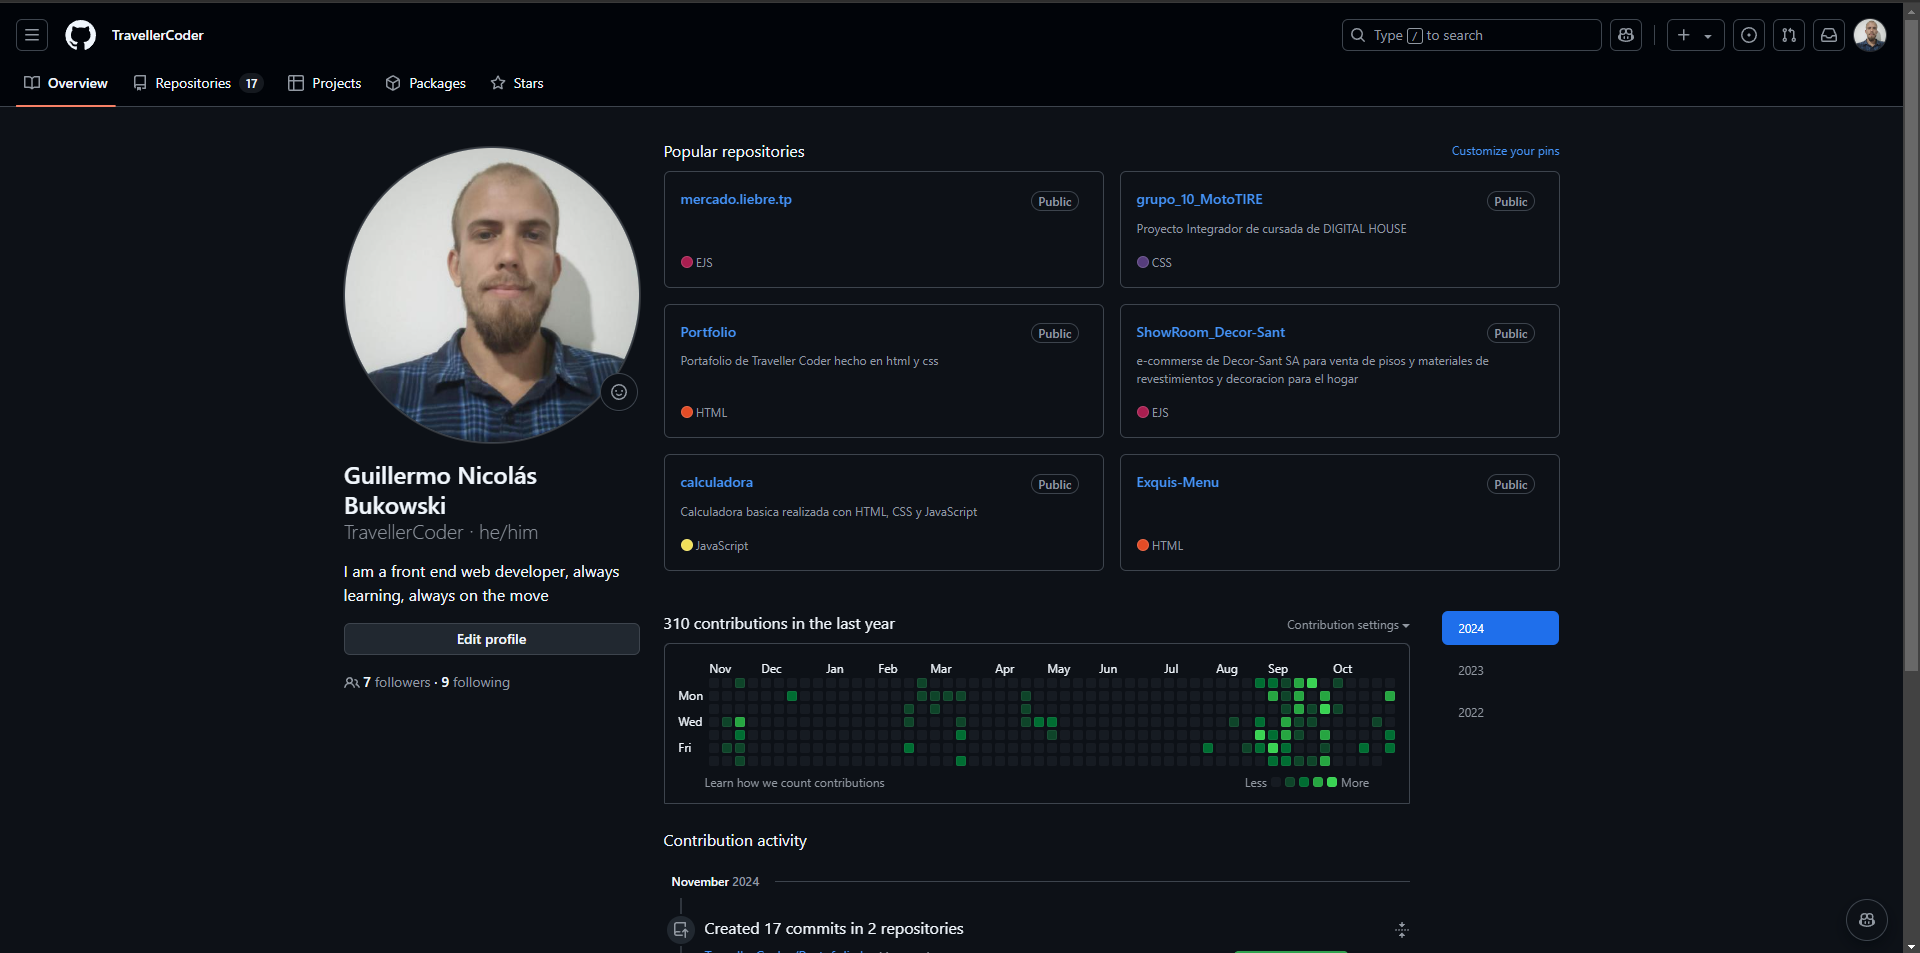 TravellerCoder
Type / to search
Overview
Repositories 17
Projects
Packages
Stars
Guillermo Nicolás
Bukowski
TravellerCoder · he/him
I am a front end web developer, always
learning, always on the move
Edit profile
7 followers · 9 following
Popular repositories
Customize your pins
mercado.liebre.tp
Public
EJS
grupo_10_MotoTIRE
Public
Proyecto Integrador de cursada de DIGITAL HOUSE
CSS
Portfolio
Public
Portafolio de Traveller Coder hecho en html y css
HTML
ShowRoom_Decor-Sant
Public
e-commerse de Decor-Sant SA para venta de pisos y materiales de
revestimientos y decoracion para el hogar
EJS
calculadora
Public
Calculadora basica realizada con HTML, CSS y JavaScript
JavaScript
Exquis-Menu
Public
HTML
310 contributions in the last year
Contribution settings
2024
2023
2022
Nov Dec Jan Feb Mar Apr May Jun Jul Aug Sep Oct
Mon
Wed
Fri
Learn how we count contributions
Less
More
Contribution activity
November 2024
Created 17 commits in 2 repositories